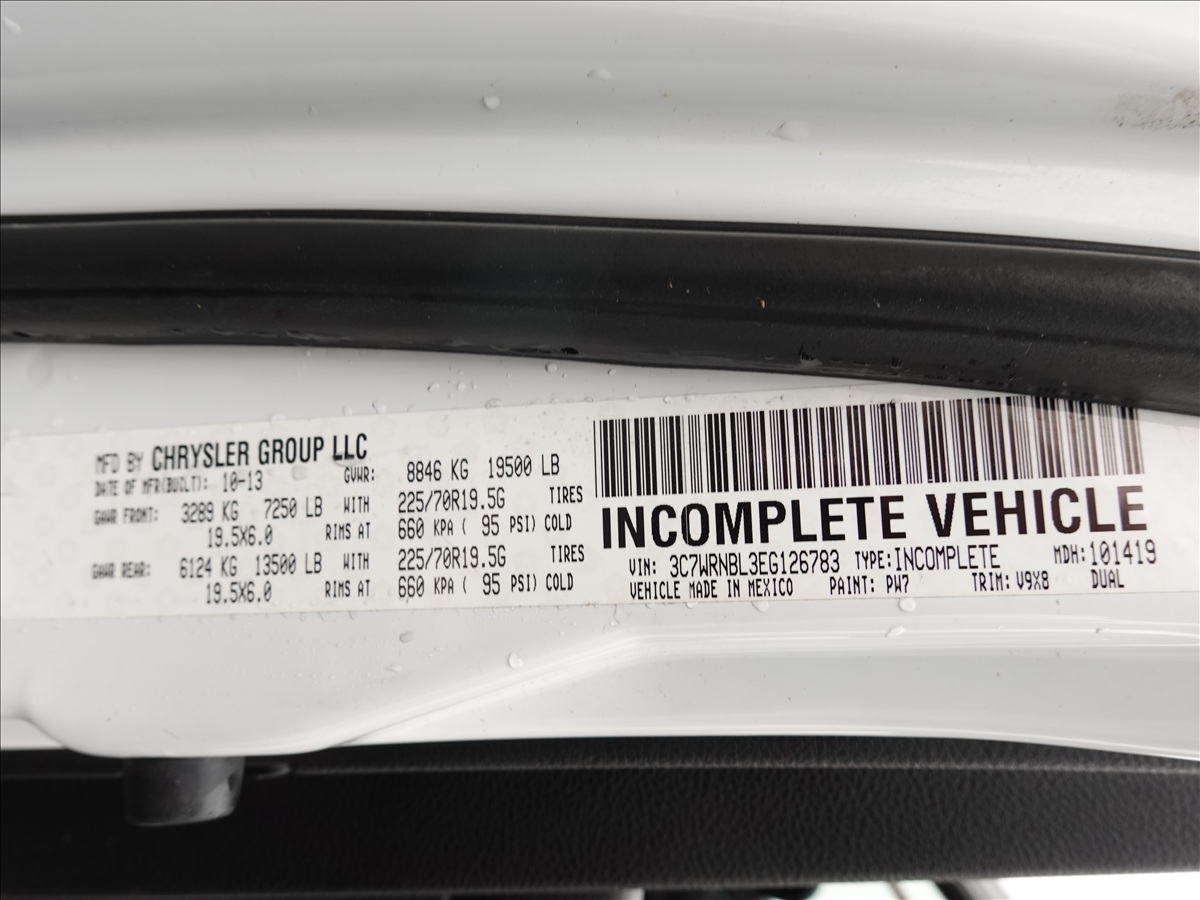 MFD BY CHRYSLER GROUP LLC
DATE OF MFR(BUILT): 10-13 GVWR: 8846 KG 19500 LB
GAWR FRONT: 3289 KG 7250 LB WITH 225/70R19.5G TIRES
19.5X6.0 RIMS AT 660 KPA ( 95 PSI) COLD
GAWR REAR: 6124 KG 13500 LB WITH 225/70R19.5G TIRES
19.5X6.0 RIMS AT 660 KPA ( 95 PSI) COLD
INCOMPLETE VEHICLE
VIN: 3C7WRNBL3EG126783 TYPE:INCOMPLETE MDH:101419
VEHICLE MADE IN MEXICO PAINT: PW7 TRIM: V9X8 DUAL